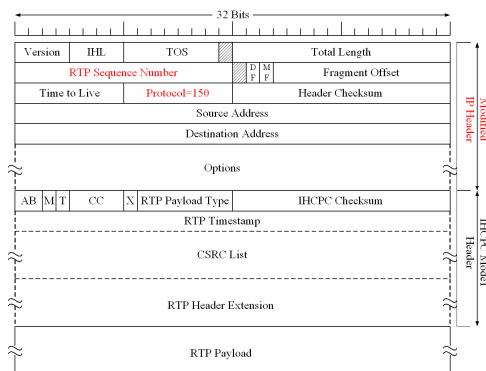 32 Bits
Version IHL TOS Total Length
RTP Sequence Number D F M F Fragment Offset
Time to Live Protocol=150 Header Checksum
Source Address
Destination Address
Options
Modified IP Header
AB M T CC X RTP Payload Type IHCPC Checksum
RTP Timestamp
CSRC List
RTP Header Extension
IHCPC Model Header
RTP Payload